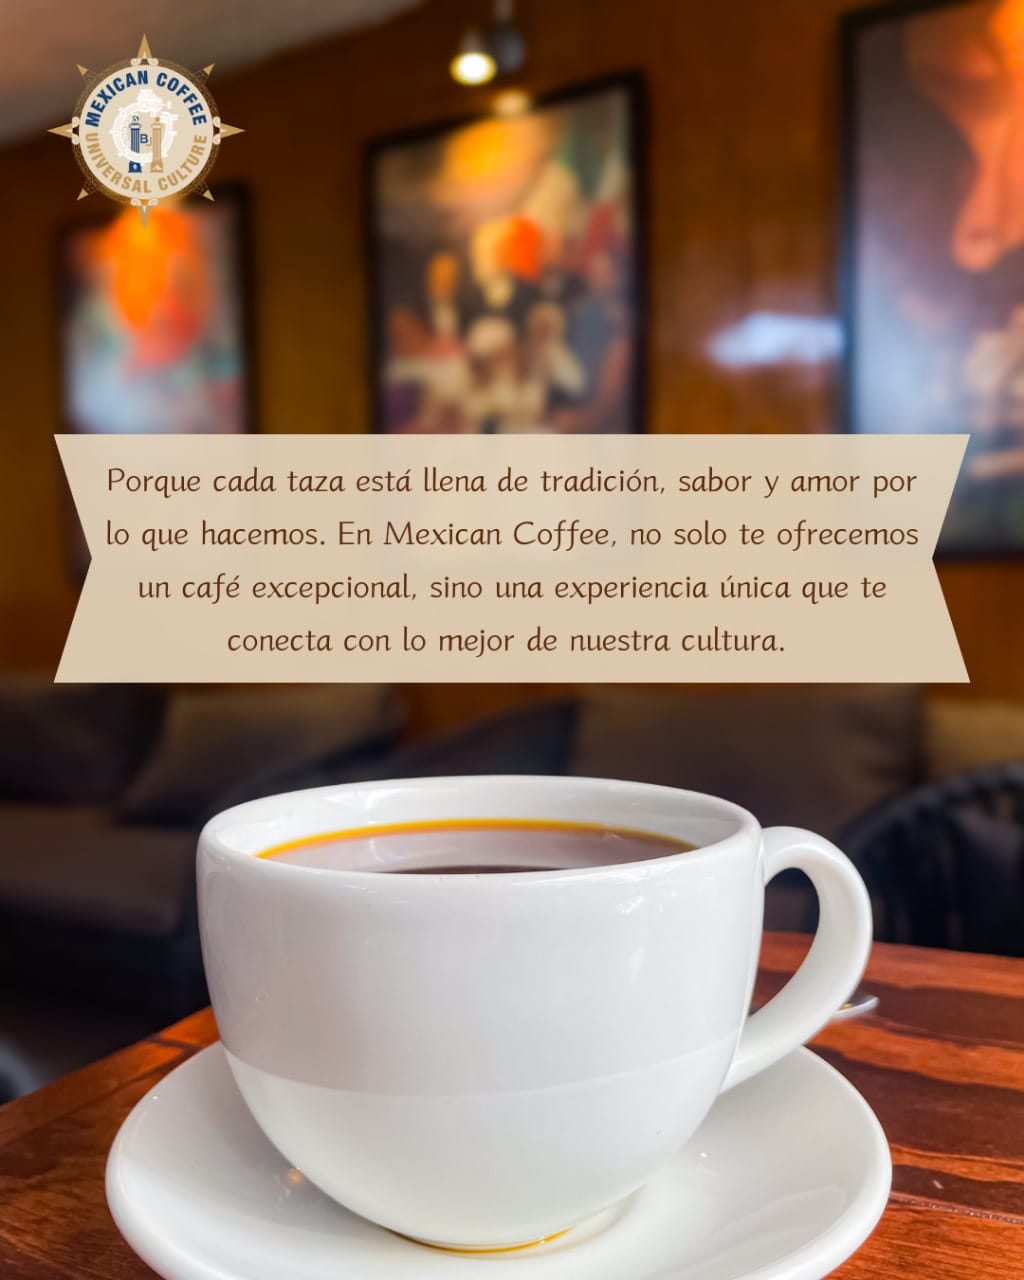 MEXICAN COFFEE
B
UNIVERSAL CULTURE
Porque cada taza está llena de tradición, sabor y amor por
lo que hacemos. En Mexican Coffee, no solo te ofrecemos
un café excepcional, sino una experiencia única que te
conecta con lo mejor de nuestra cultura.